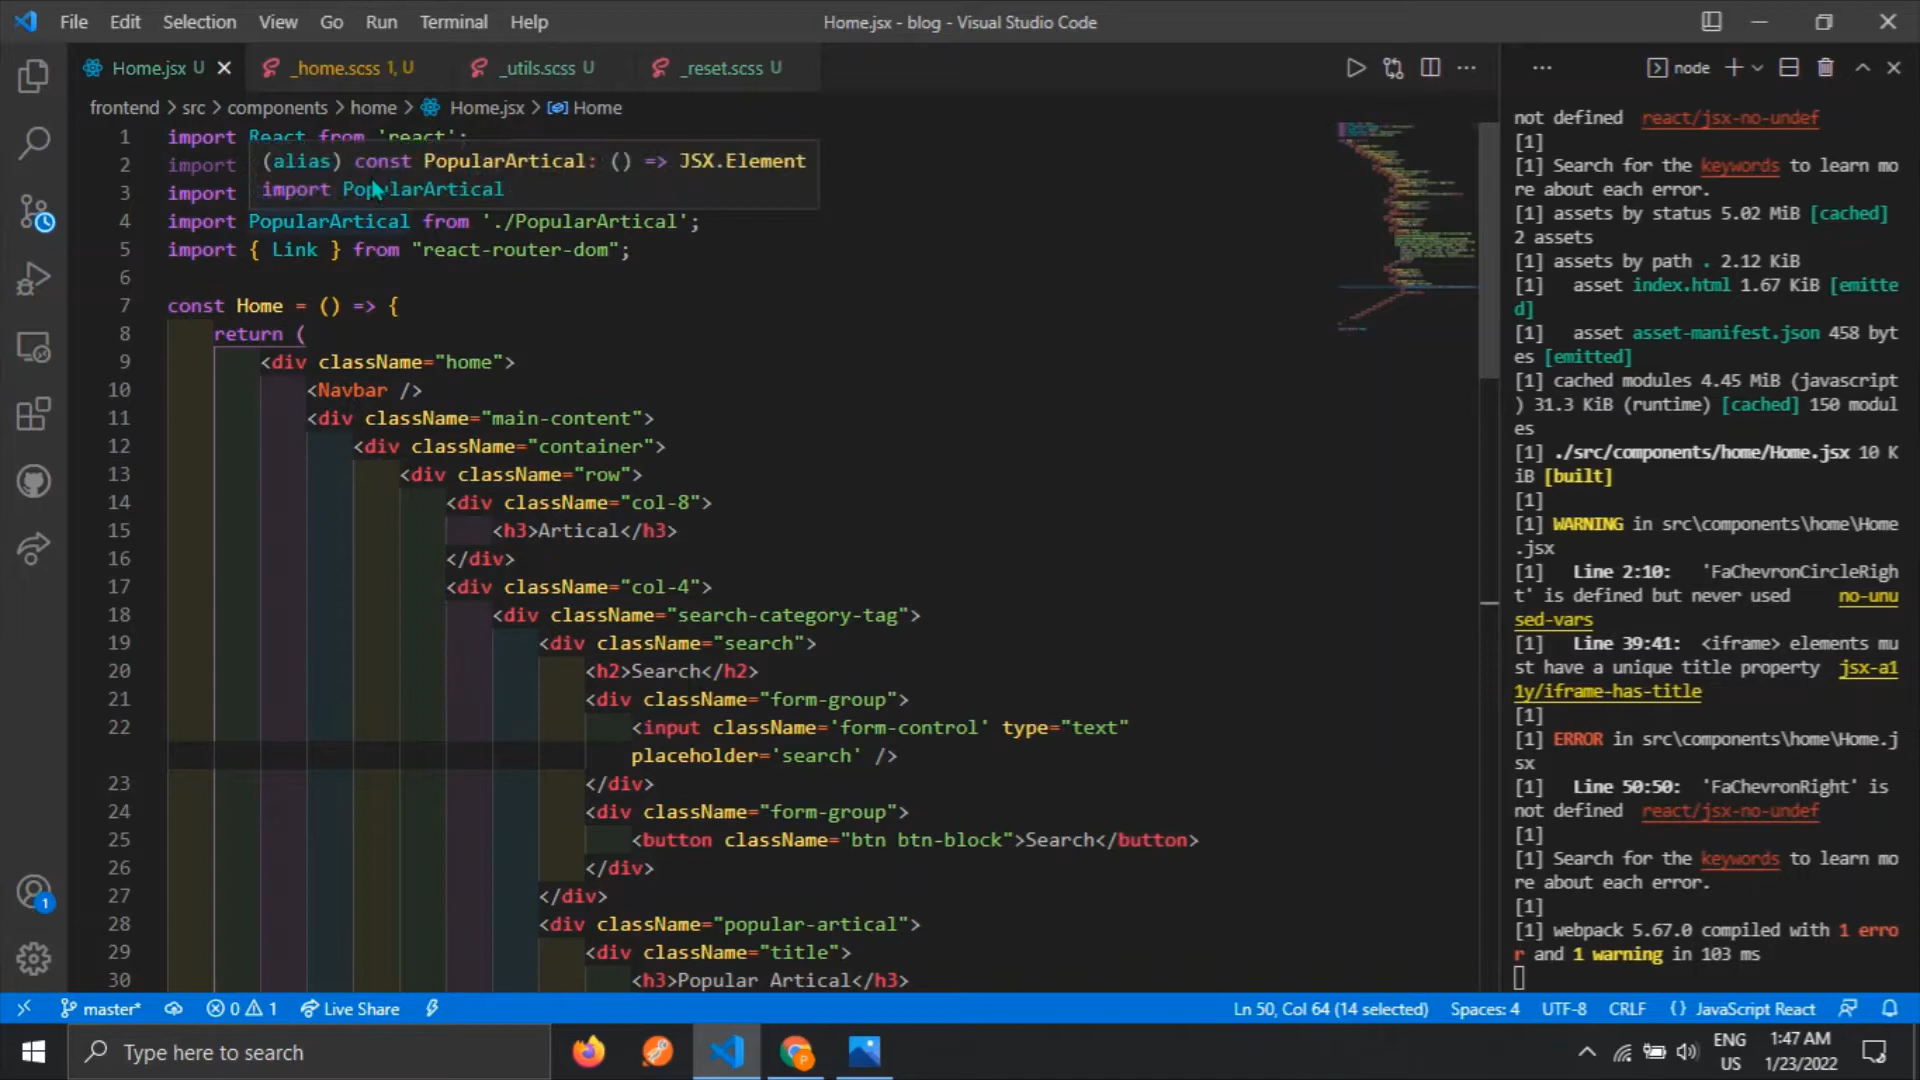 File Edit Selection View Go Run Terminal Help
Home.jsx - blog - Visual Studio Code
Home.jsx U
_home.scss 1, U
_utils.scss U
_reset.scss U
node
frontend > src > components > home > Home.jsx > Home
1 import React from 'react';
(alias) const PopularArtical: () => JSX.Element
import PopularArtical
2 import
3 import
4 import PopularArtical from './PopularArtical';
5 import { Link } from "react-router-dom";
6
7 const Home = () => {
8 return (
9 <div className="home">
10 <Navbar />
11 <div className="main-content">
12 <div className="container">
13 <div className="row">
14 <div className="col-8">
15 <h3>Artical</h3>
16 </div>
17 <div className="col-4">
18 <div className="search-category-tag">
19 <div className="search">
20 <h2>Search</h2>
21 <div className="form-group">
22 <input className='form-control' type="text"
placeholder='search' />
23 </div>
24 <div className="form-group">
25 <button className="btn btn-block">Search</button>
26 </div>
27 </div>
28 <div className="popular-artical">
29 <div className="title">
30 <h3>Popular Artical</h3>
not defined react/jsx-no-undef
[1]
[1] Search for the keywords to learn mo
re about each error.
[1] assets by status 5.02 MiB [cached]
2 assets
[1] assets by path . 2.12 KiB
[1] asset index.html 1.67 KiB [emitte
d]
[1] asset asset-manifest.json 458 byt
es [emitted]
[1] cached modules 4.45 MiB (javascript
) 31.3 KiB (runtime) [cached] 150 modul
es
[1] ./src/components/home/Home.jsx 10 K
iB [built]
[1]
[1] WARNING in src\components\home\Home
.jsx
[1] Line 2:10: 'FaChevronCircleRigh
t' is defined but never used no-unu
sed-vars
[1] Line 39:41: <iframe> elements mu
st have a unique title property jsx-a1
1y/iframe-has-title
[1]
[1] ERROR in src\components\home\Home.j
sx
[1] Line 50:50: 'FaChevronRight' is
not defined react/jsx-no-undef
[1]
[1] Search for the keywords to learn mo
re about each error.
[1]
[1] webpack 5.67.0 compiled with 1 erro
r and 1 warning in 103 ms
1
master* 0 1 Live Share
Ln 50, Col 64 (14 selected) Spaces: 4 UTF-8 CRLF {} JavaScript React
Type here to search
ENG
US
1:47 AM
1/23/2022